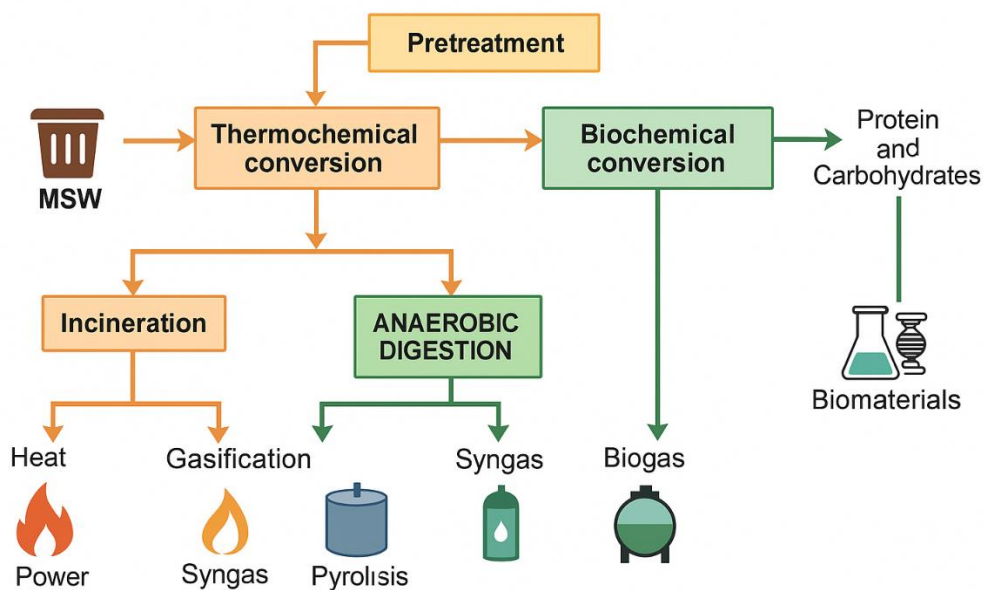 Pretreatment
MSW
Thermochemical
conversion
Biochemical
conversion
Protein
and
Carbohydrates
Incineration
ANAEROBIC
DIGESTION
Biomaterials
Heat
Gasification
Syngas
Biogas
Power
Syngas
Pyrolısis